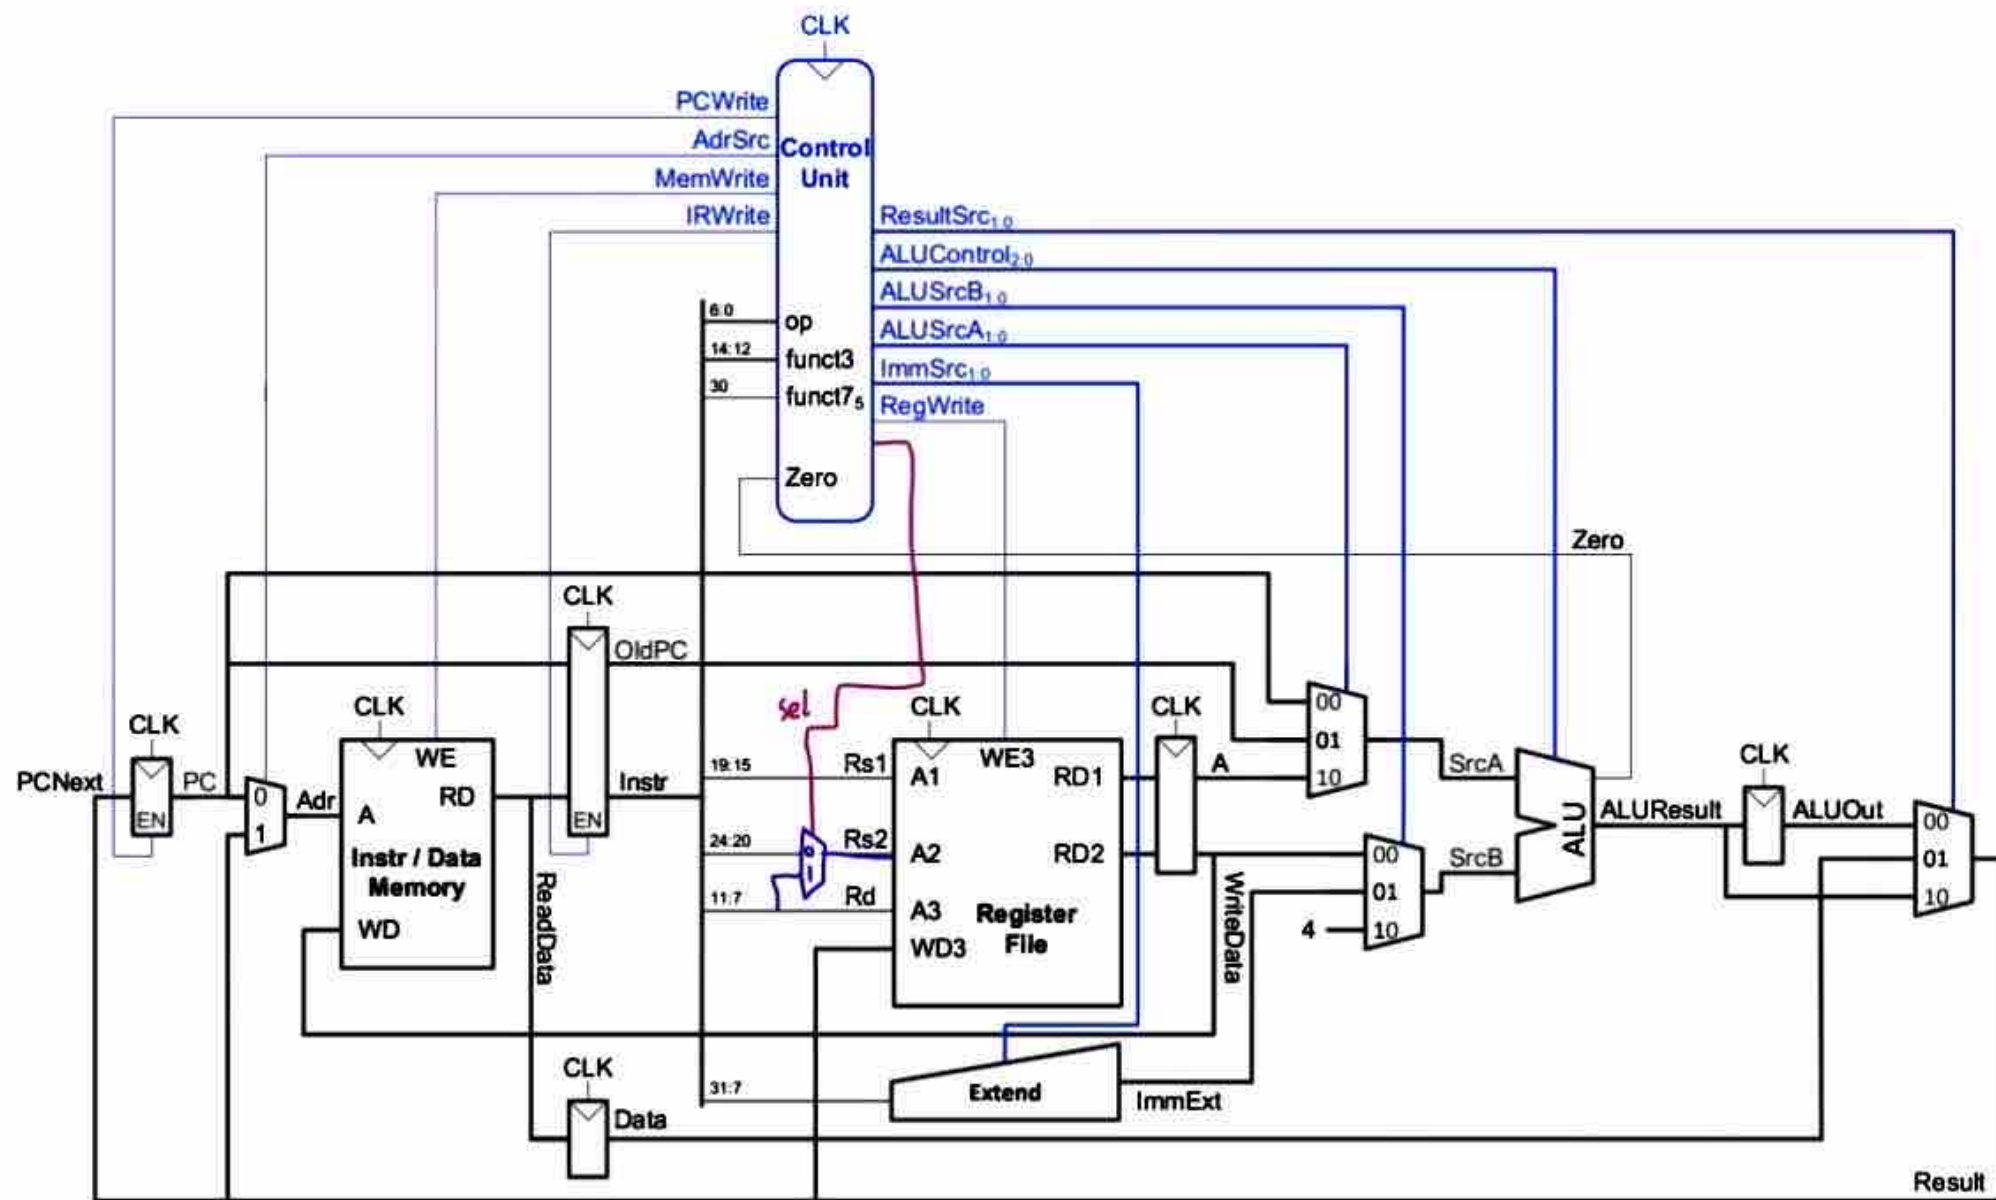 CLK
PCWrite
AdrSrc
MemWrite
IRWrite
Control
Unit
ResultSrc1:0
ALUControl2:0
ALUSrcB1:0
ALUSrcA1:0
ImmSrc1:0
RegWrite
6:0
op
14:12
funct3
30
funct75
Zero
Zero
CLK
OldPC
sel
CLK
CLK
CLK
CLK
CLK
PCNext
PC
EN
0
1
Adr
WE
RD
A
Instr / Data
Memory
WD
ReadData
EN
Instr
19:15
Rs1
24:20
0
1
Rs2
11:7
Rd
A1
WE3
RD1
A2
RD2
A3
Register
File
WD3
A
WriteData
00
01
10
SrcA
00
01
10
4
SrcB
ALU
ALUResult
ALUOut
00
01
10
31:7
Extend
ImmExt
CLK
Data
Result